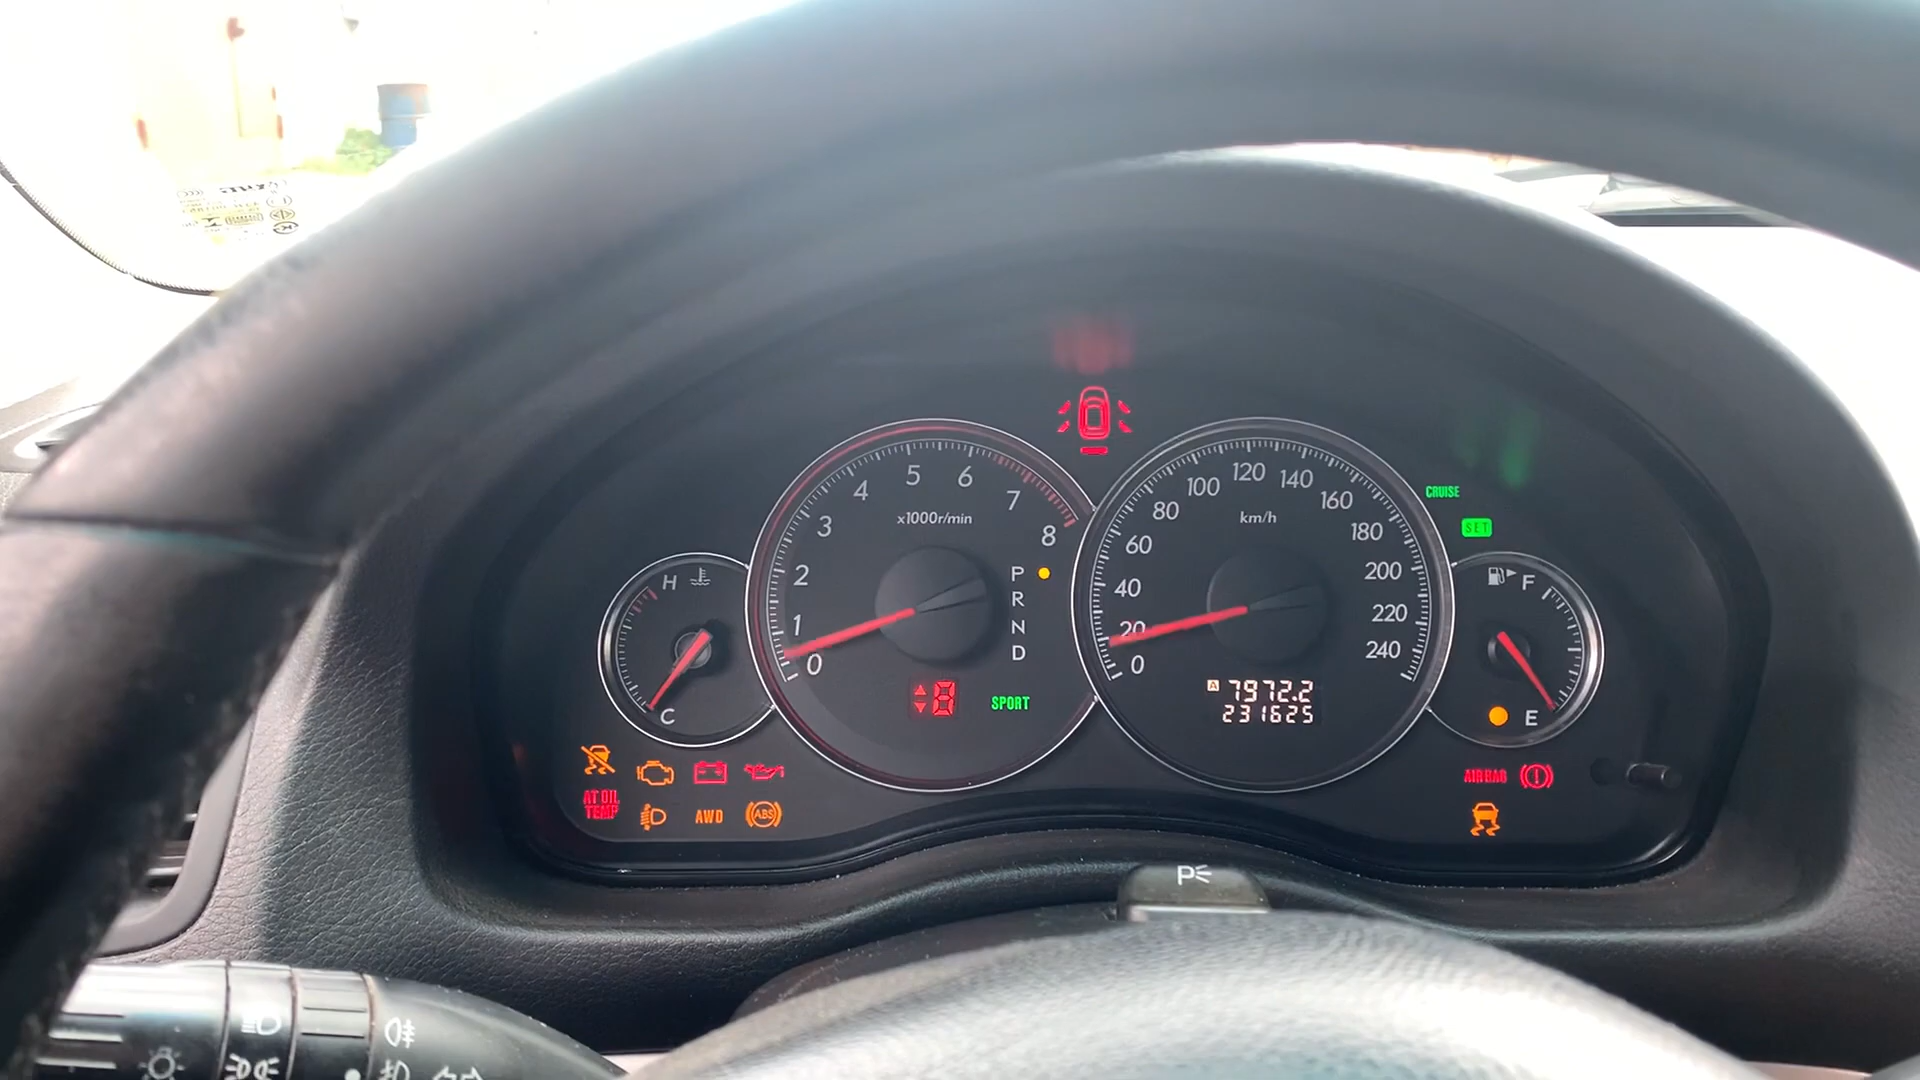 CRUISE
SET
H
C
0
1
2
3
4
5
6
7
8
x1000r/min
P
R
N
D
8
SPORT
0
20
40
60
80
100
120
140
160
180
200
220
240
km/h
A 7972.2
231625
F
E
AT OIL
TEMP
AWD
ABS
AIRBAG
P